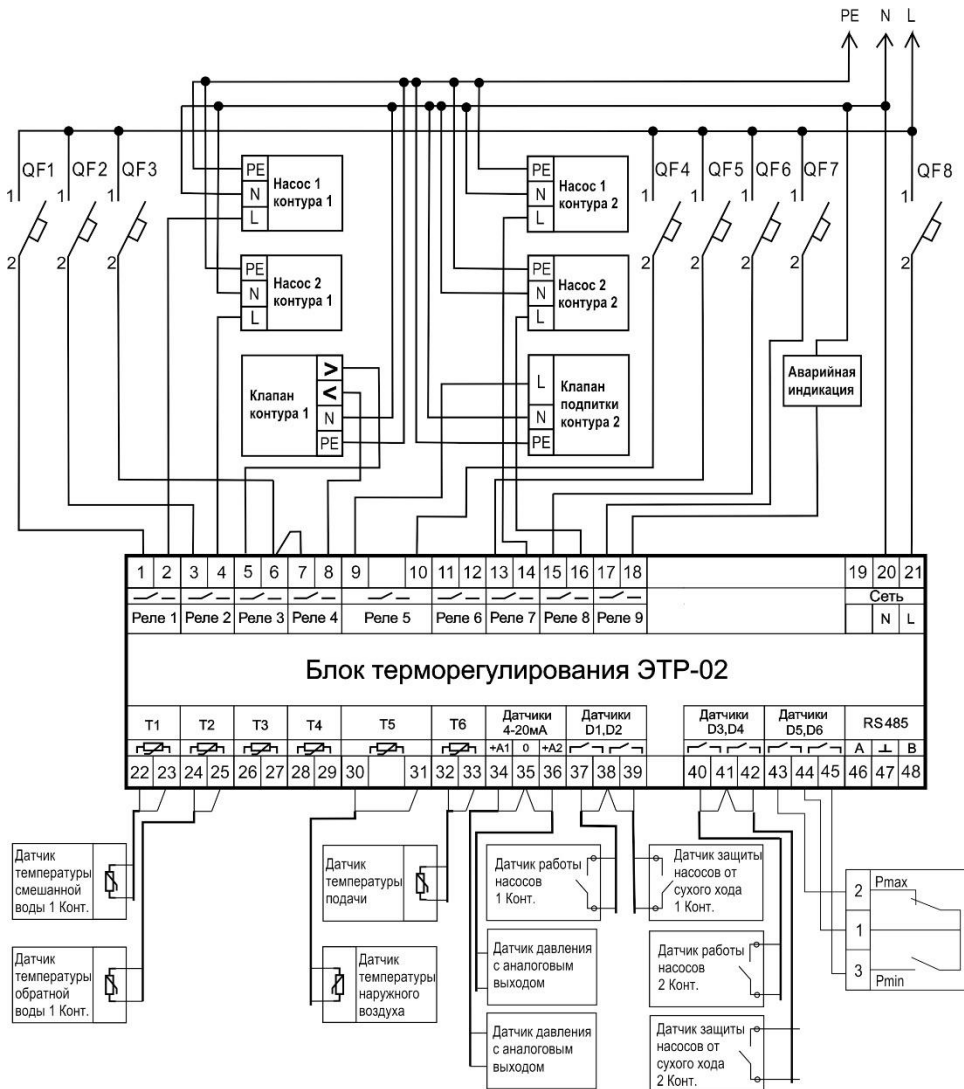 PE N L
QF1 QF2 QF3 QF4 QF5 QF6 QF7 QF8
1 1 1 1 1 1 1 1
2 2 2 2 2 2 2 2
PE
N
L
Насос 1
контура 1
PE
N
L
Насос 1
контура 2
PE
N
L
Насос 2
контура 1
PE
N
L
Насос 2
контура 2
Клапан
контура 1
>
<
N
PE
L
N
PE
Клапан
подпитки
контура 2
Аварийная
индикация
1 2 3 4 5 6 7 8 9 10 11 12 13 14 15 16 17 18 19 20 21
Сеть
Реле 1 Реле 2 Реле 3 Реле 4 Реле 5 Реле 6 Реле 7 Реле 8 Реле 9 N L
Блок терморегулирования ЭТР-02
T1 T2 T3 T4 T5 T6
Датчики
4-20мА
Датчики
D1,D2
Датчики
D3,D4
Датчики
D5,D6
RS485
+A1 0 +A2 A ⊥ B
22 23 24 25 26 27 28 29 30 31 32 33 34 35 36 37 38 39 40 41 42 43 44 45 46 47 48
Датчик
температуры
смешанной
воды 1 Конт.
Датчик
температуры
подачи
Датчик работы
насосов
1 Конт.
Датчик защиты
насосов от
сухого хода
1 Конт.
2
1
3
Pmax
Pmin
Датчик
температуры
обратной
воды 1 Конт.
Датчик
температуры
наружного
воздуха
Датчик давления
с аналоговым
выходом
Датчик работы
насосов
2 Конт.
Датчик давления
с аналоговым
выходом
Датчик защиты
насосов от
сухого хода
2 Конт.